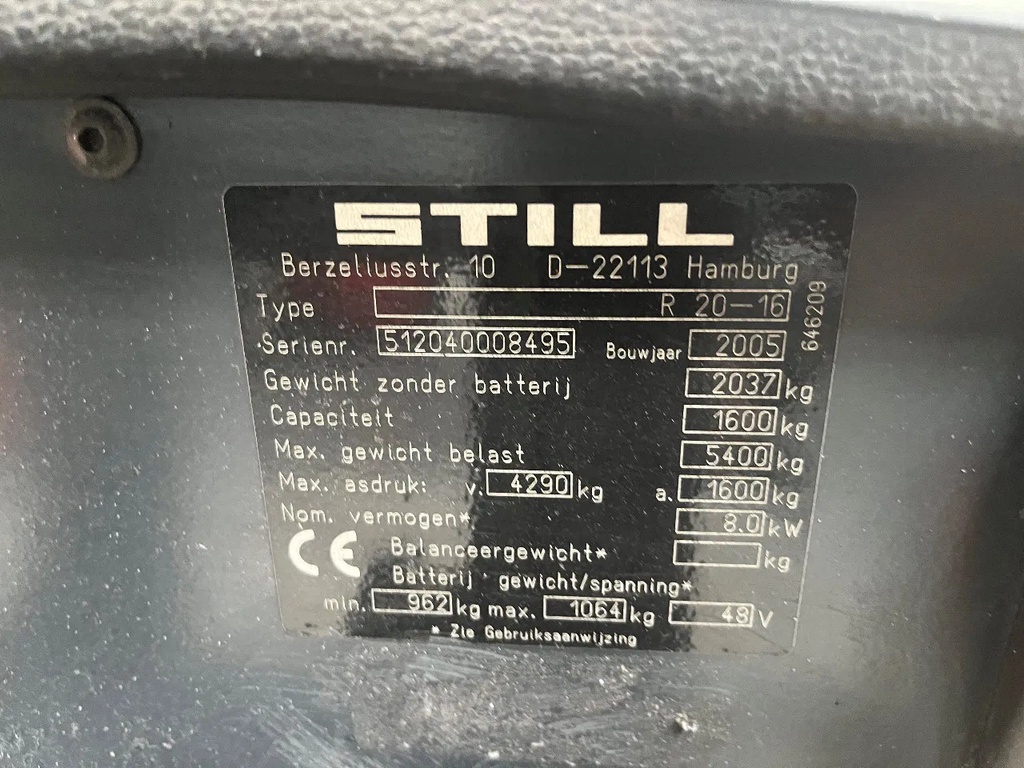 STILL
Berzeliusstr. 10 D-22113 Hamburg
Type R 20-16
646209
Serienr. 512040008495 Bouwjaar 2005
Gewicht zonder batterij 2037 kg
Capaciteit 1600 kg
Max. gewicht belast 5400 kg
Max. asdruk: v. 4290 kg a. 1600 kg
Nom. vermogen* 8.0 kW
CE Balanceergewicht* kg
Batterij gewicht/spanning*
min. 962 kg max. 1064 kg 48 V
* Zie Gebruiksaanwijzing